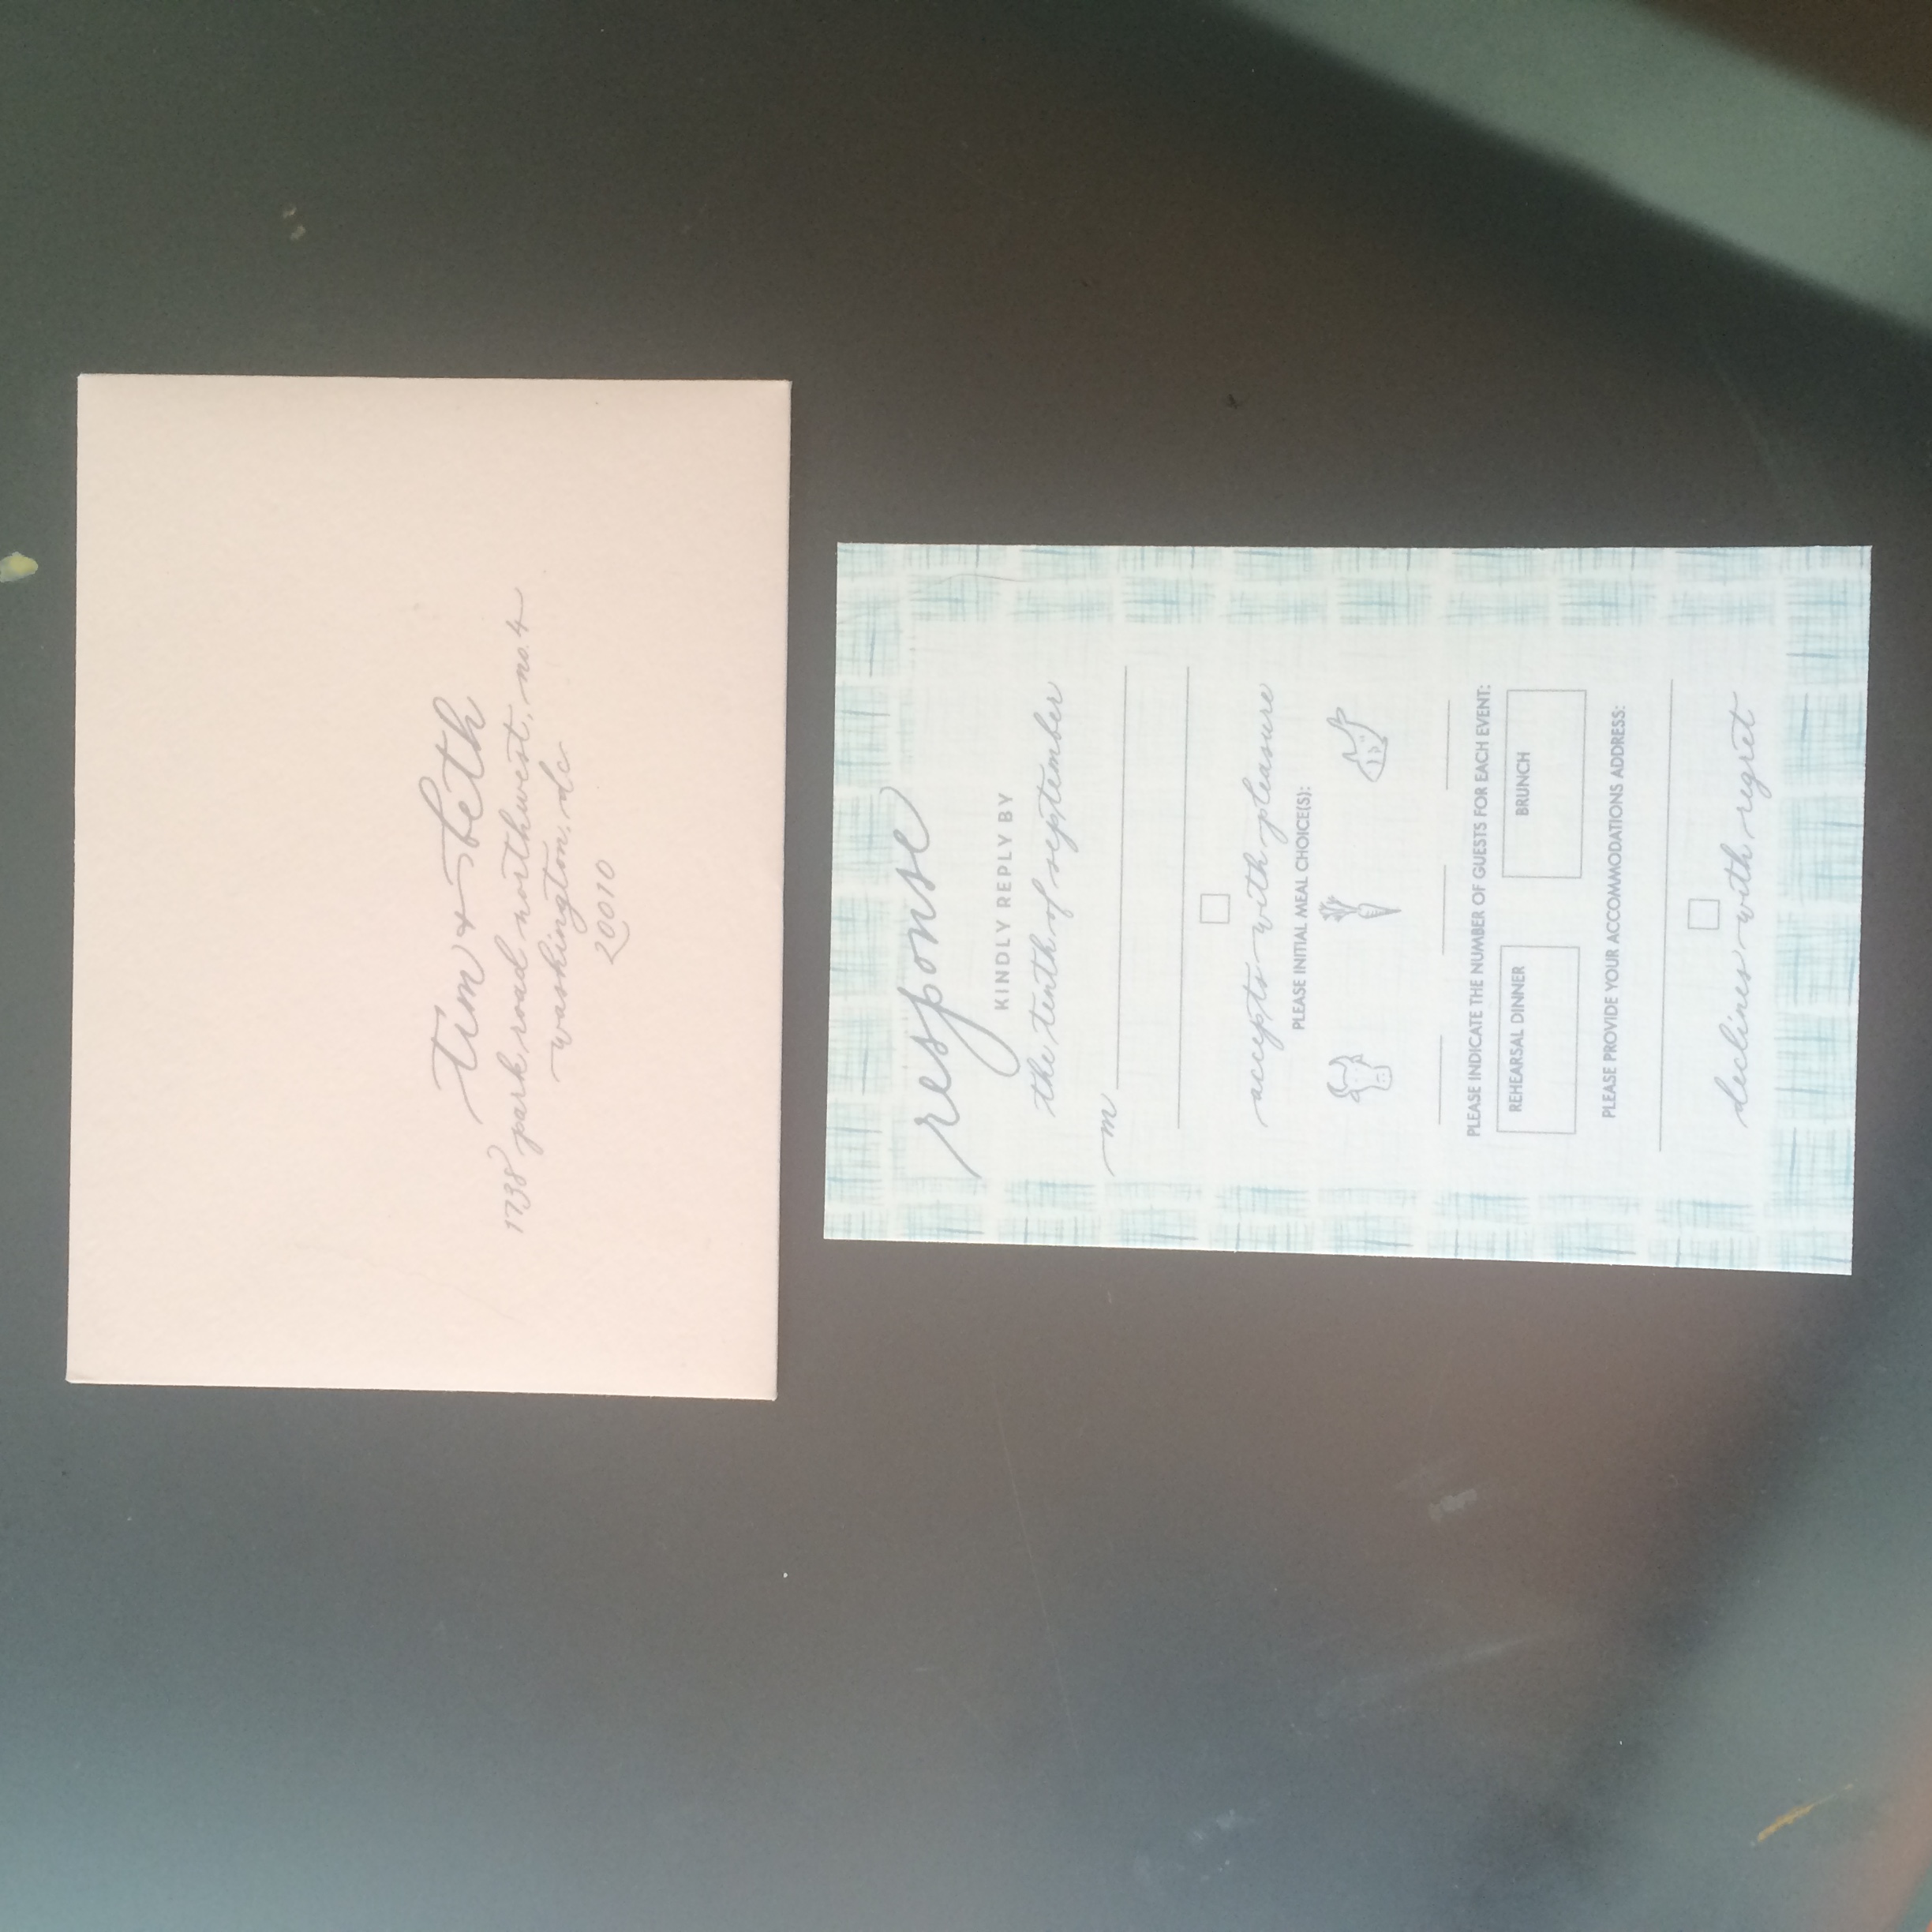 tim & beth
1738 park road northwest, no. 4
washington, dc
20010
response
KINDLY REPLY BY
the tenth of september
m
accepts with pleasure
PLEASE INITIAL MEAL CHOICE(S):
PLEASE INDICATE THE NUMBER OF GUESTS FOR EACH EVENT:
REHEARSAL DINNER BRUNCH
PLEASE PROVIDE YOUR ACCOMMODATIONS ADDRESS:
declines with regret